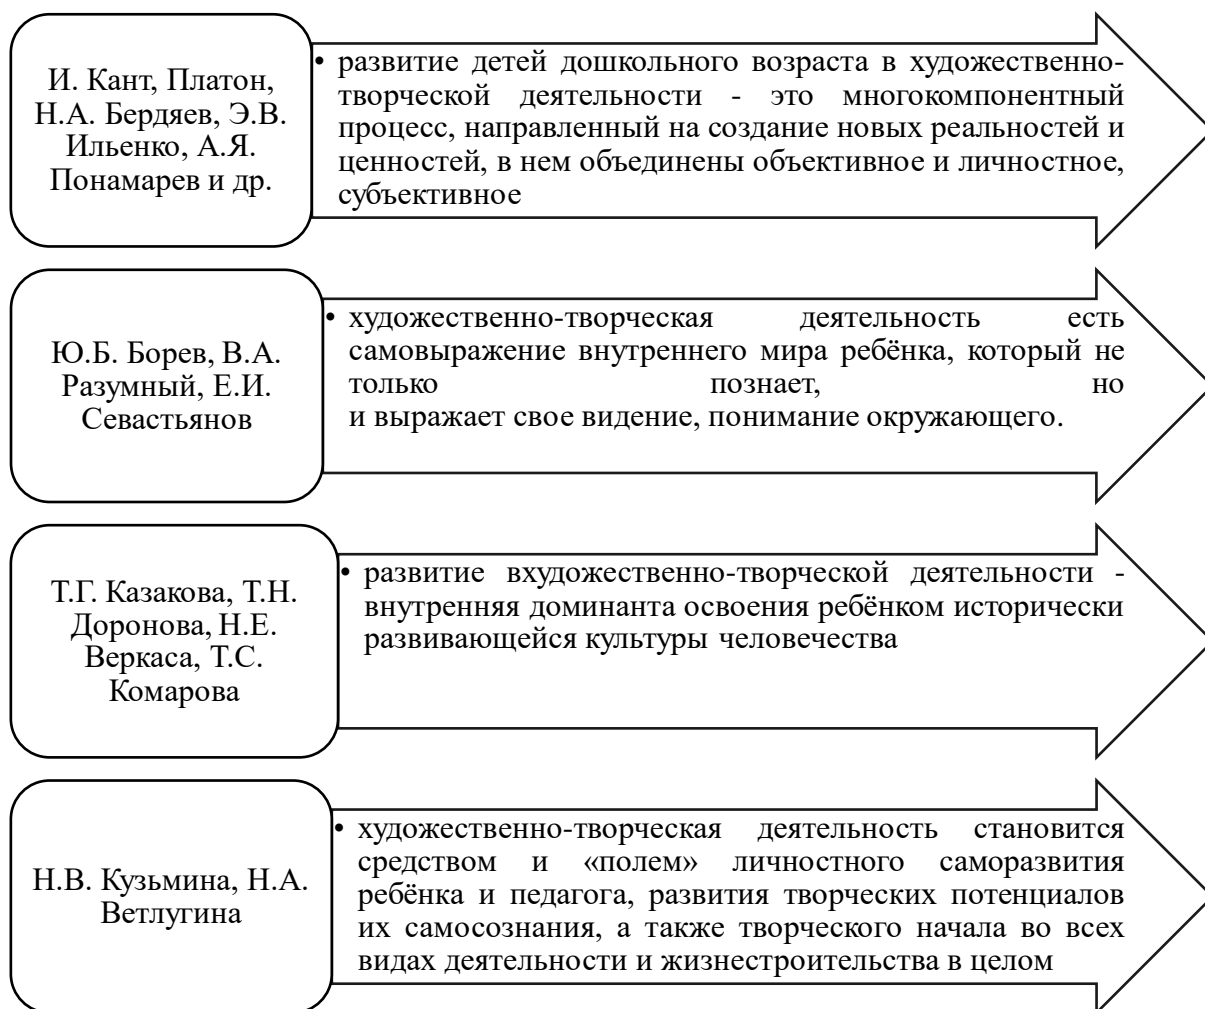 И. Кант, Платон,
Н.А. Бердяев, Э.В.
Ильенко, А.Я.
Понамарев и др.
• развитие детей дошкольного возраста в художественно-
творческой деятельности - это многокомпонентный
процесс, направленный на создание новых реальностей и
ценностей, в нем объединены объективное и личностное,
субъективное
Ю.Б. Борев, В.А.
Разумный, Е.И.
Севастьянов
• художественно-творческая деятельность есть
самовыражение внутреннего мира ребёнка, который не
только познает, но
и выражает свое видение, понимание окружающего.
Т.Г. Казакова, Т.Н.
Доронова, Н.Е.
Веркаса, Т.С.
Комарова
• развитие вхудожественно-творческой деятельности -
внутренняя доминанта освоения ребёнком исторически
развивающейся культуры человечества
Н.В. Кузьмина, Н.А.
Ветлугина
• художественно-творческая деятельность становится
средством и «полем» личностного саморазвития
ребёнка и педагога, развития творческих потенциалов
их самосознания, а также творческого начала во всех
видах деятельности и жизнестроительства в целом